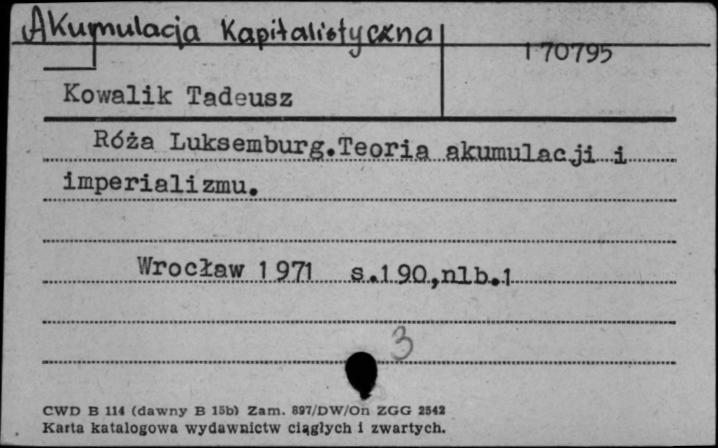 Akumulacja Kapitalistyczna
I 70795
Kowalik Tadeusz
Róża Luksemburg.Teoria akumulacji i
imperializmu.
Wrocław 1971 s.190,nlb.1
3
CWD B 114 (dawny B 15b) Zam. 897/DW/On ZGG 2542
Karta katalogowa wydawnictw ciągłych i zwartych.